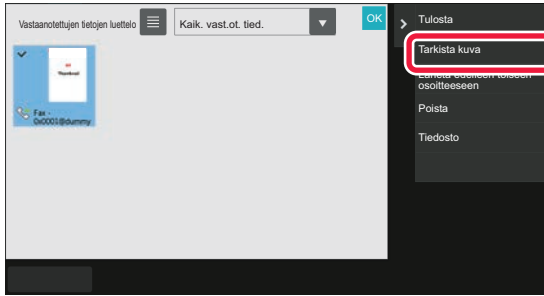 Vastaanotettujen tietojen luettelo
Kaik. vast.ot. tied.
OK
Thumbnail
Fax -
0x0001@dummy
Tulosta
Tarkista kuva
Lähetä edelleen toiseen
osoitteeseen
Poista
Tiedosto